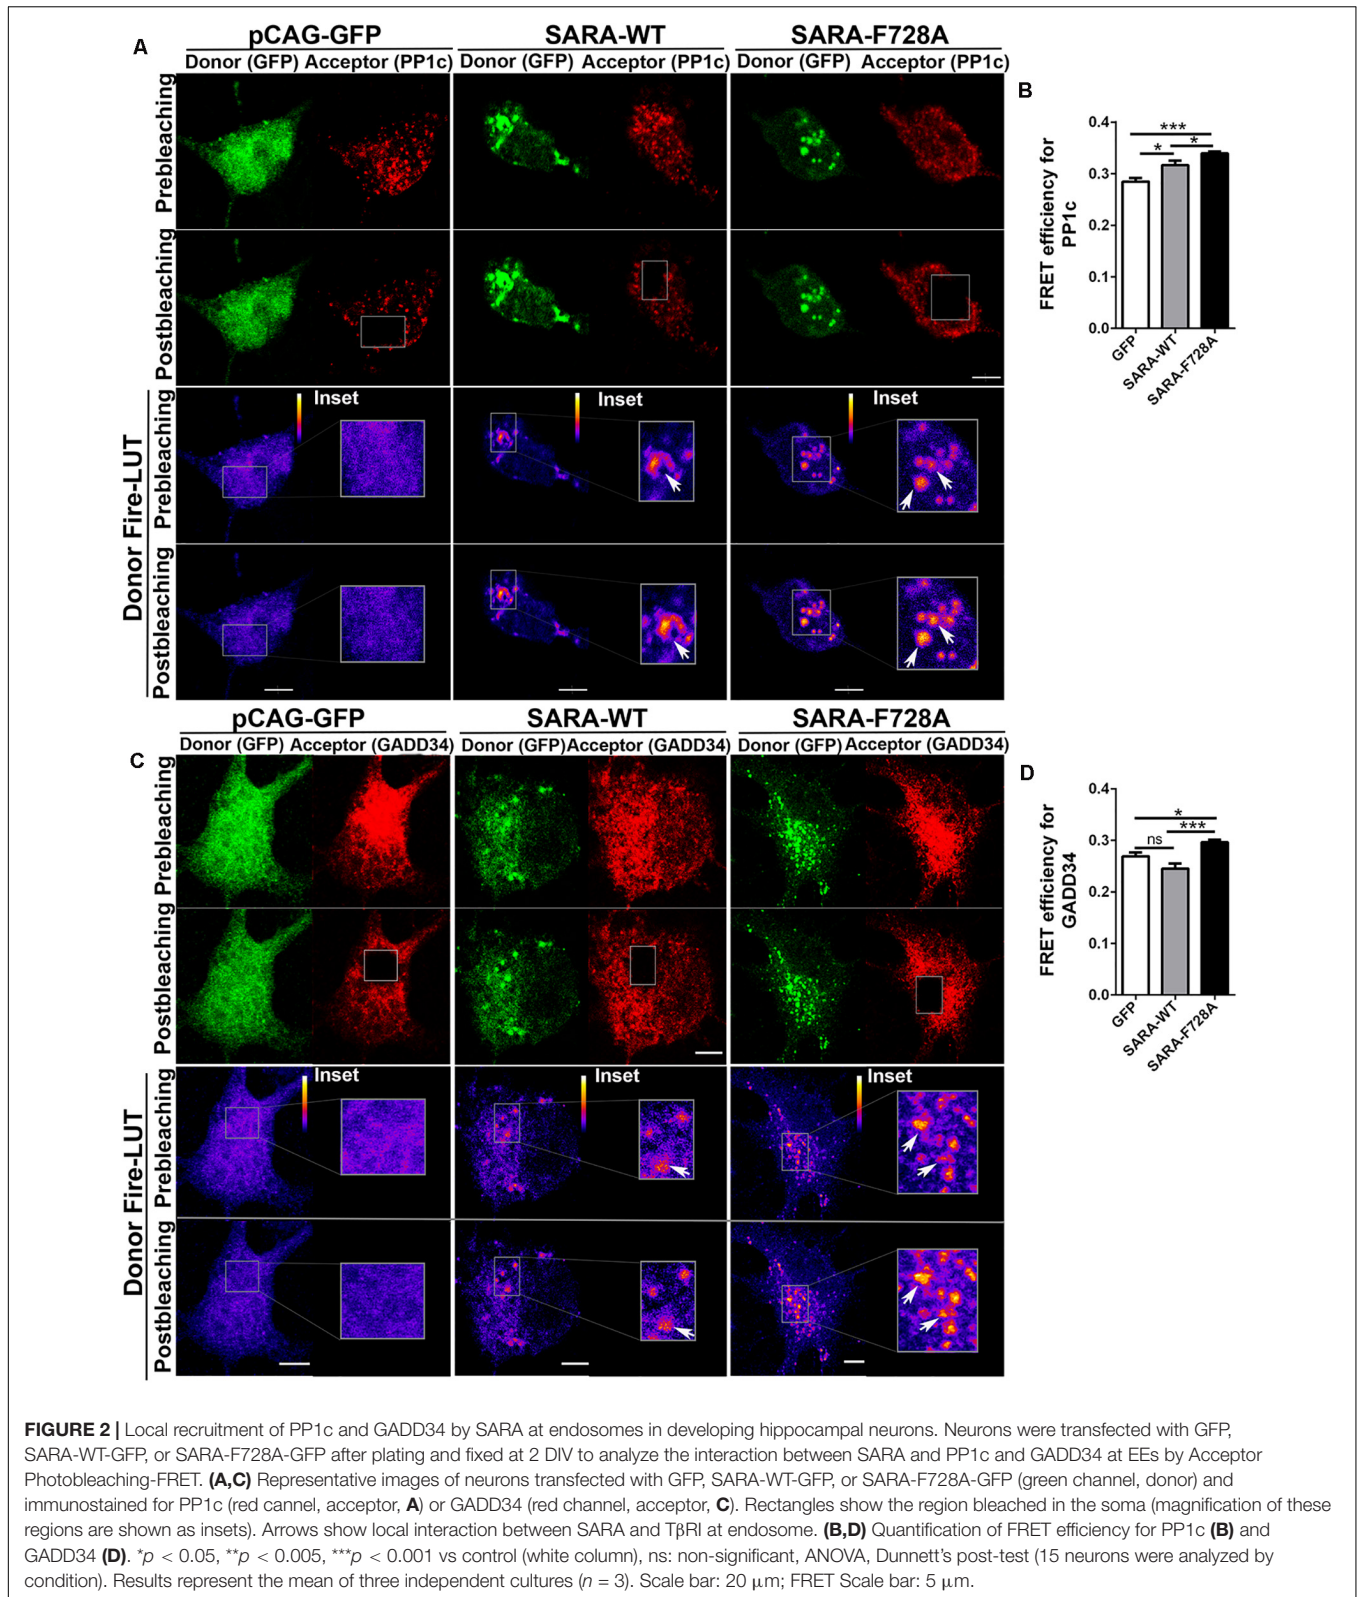 A
pCAG-GFP SARA-WT SARA-F728A
Donor (GFP) Acceptor (PP1c) Donor (GFP) Acceptor (PP1c) Donor (GFP) Acceptor (PP1c)
Prebleaching
Postbleaching
Donor Fire-LUT
Prebleaching
Inset Inset Inset
Postbleaching
B
FRET efficiency for
PP1c
0.4
0.3
0.2
0.1
0.0
***
* *
GFP
SARA-WT
SARA-F728A
C
pCAG-GFP SARA-WT SARA-F728A
Donor (GFP) Acceptor (GADD34) Donor (GFP) Acceptor (GADD34) Donor (GFP) Acceptor (GADD34)
Prebleaching
Postbleaching
Donor Fire-LUT
Prebleaching
Inset Inset Inset
Postbleaching
D
FRET efficiency for
GADD34
0.4
0.3
0.2
0.1
0.0
*
ns ***
GFP
SARA-WT
SARA-F728A
FIGURE 2 | Local recruitment of PP1c and GADD34 by SARA at endosomes in developing hippocampal neurons. Neurons were transfected with GFP,
SARA-WT-GFP, or SARA-F728A-GFP after plating and fixed at 2 DIV to analyze the interaction between SARA and PP1c and GADD34 at EEs by Acceptor
Photobleaching-FRET. (A,C) Representative images of neurons transfected with GFP, SARA-WT-GFP, or SARA-F728A-GFP (green channel, donor) and
immunostained for PP1c (red cannel, acceptor, A) or GADD34 (red channel, acceptor, C). Rectangles show the region bleached in the soma (magnification of these
regions are shown as insets). Arrows show local interaction between SARA and TβRI at endosome. (B,D) Quantification of FRET efficiency for PP1c (B) and
GADD34 (D). *p < 0.05, **p < 0.005, ***p < 0.001 vs control (white column), ns: non-significant, ANOVA, Dunnett's post-test (15 neurons were analyzed by
condition). Results represent the mean of three independent cultures (n = 3). Scale bar: 20 μm; FRET Scale bar: 5 μm.